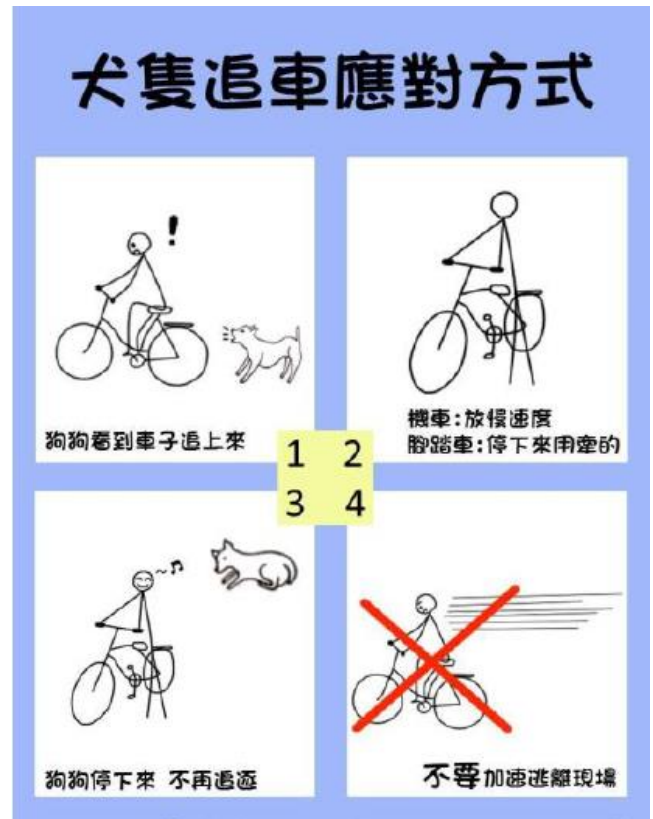 犬隻追車應對方式
!
狗狗看到車子追上來
機車:放慢速度
腳踏車:停下來用牽的
1 2
3 4
狗狗停下來 不再追逐
不要加速逃離現場